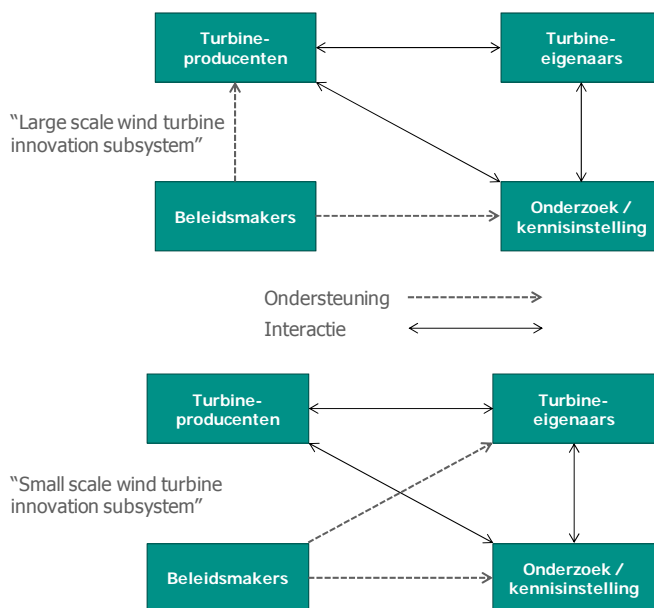 Turbine-
producenten
Turbine-
eigenaars
“Large scale wind turbine
innovation subsystem”
Beleidsmakers
Onderzoek /
kennisinstelling
Ondersteuning
Interactie
Turbine-
producenten
Turbine-
eigenaars
“Small scale wind turbine
innovation subsystem”
Beleidsmakers
Onderzoek /
kennisinstelling